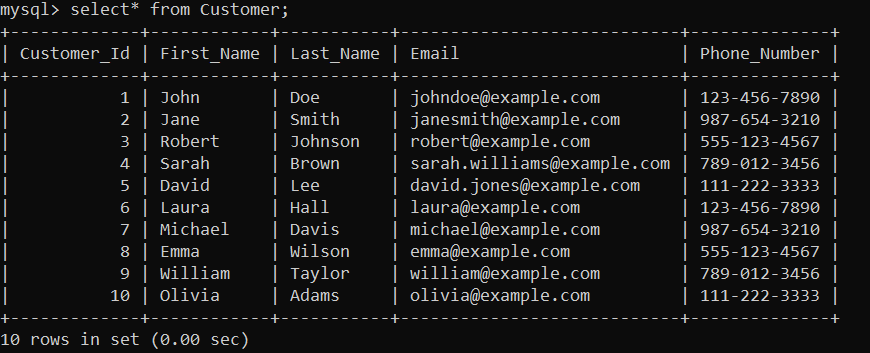 mysql> select* from Customer;
+-------------+------------+-----------+----------------------------+--------------+
| Customer_Id | First_Name | Last_Name | Email                      | Phone_Number |
+-------------+------------+-----------+----------------------------+--------------+
|           1 | John       | Doe       | johndoe@example.com        | 123-456-7890 |
|           2 | Jane       | Smith     | janesmith@example.com      | 987-654-3210 |
|           3 | Robert     | Johnson   | robert@example.com         | 555-123-4567 |
|           4 | Sarah      | Brown     | sarah.williams@example.com | 789-012-3456 |
|           5 | David      | Lee       | david.jones@example.com    | 111-222-3333 |
|           6 | Laura      | Hall      | laura@example.com          | 123-456-7890 |
|           7 | Michael    | Davis     | michael@example.com        | 987-654-3210 |
|           8 | Emma       | Wilson    | emma@example.com           | 555-123-4567 |
|           9 | William    | Taylor    | william@example.com        | 789-012-3456 |
|          10 | Olivia     | Adams     | olivia@example.com         | 111-222-3333 |
+-------------+------------+-----------+----------------------------+--------------+
10 rows in set (0.00 sec)